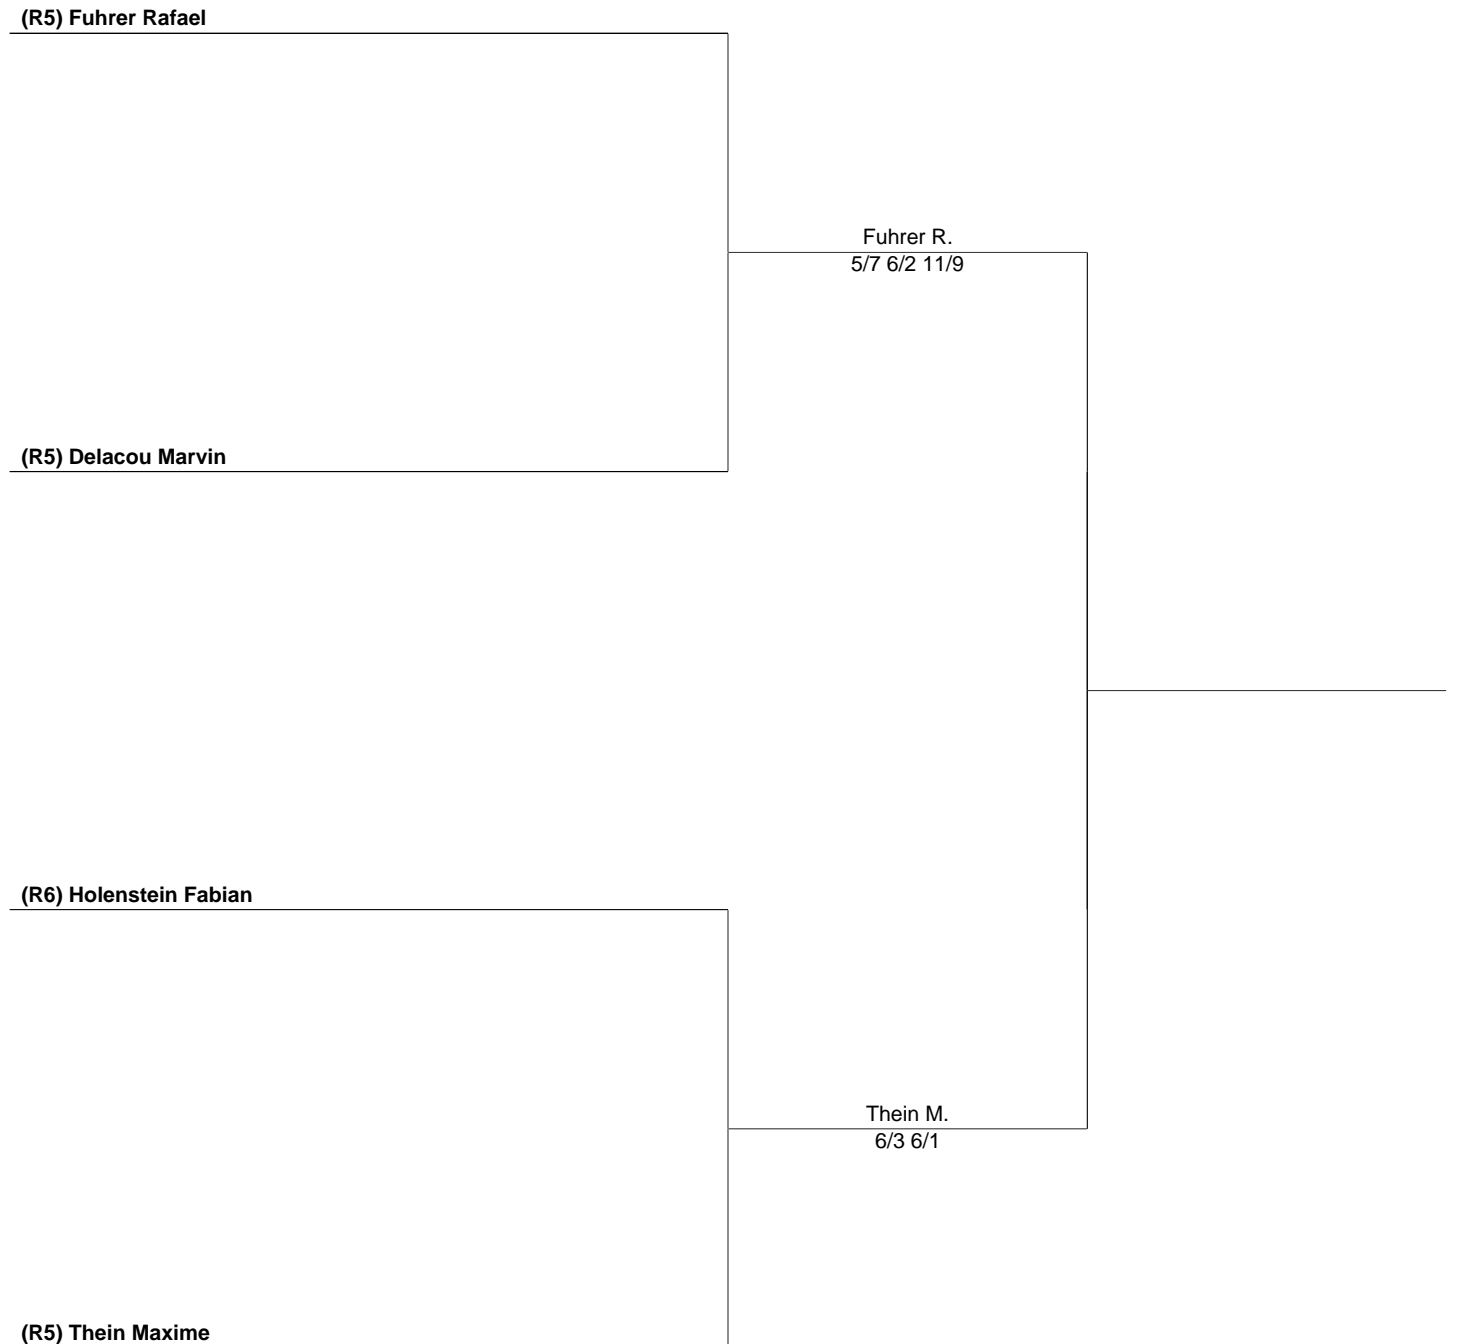 (R5) Fuhrer Rafael
Fuhrer R.
5/7 6/2 11/9
(R5) Delacou Marvin
(R6) Holenstein Fabian
Thein M.
6/3 6/1
(R5) Thein Maxime